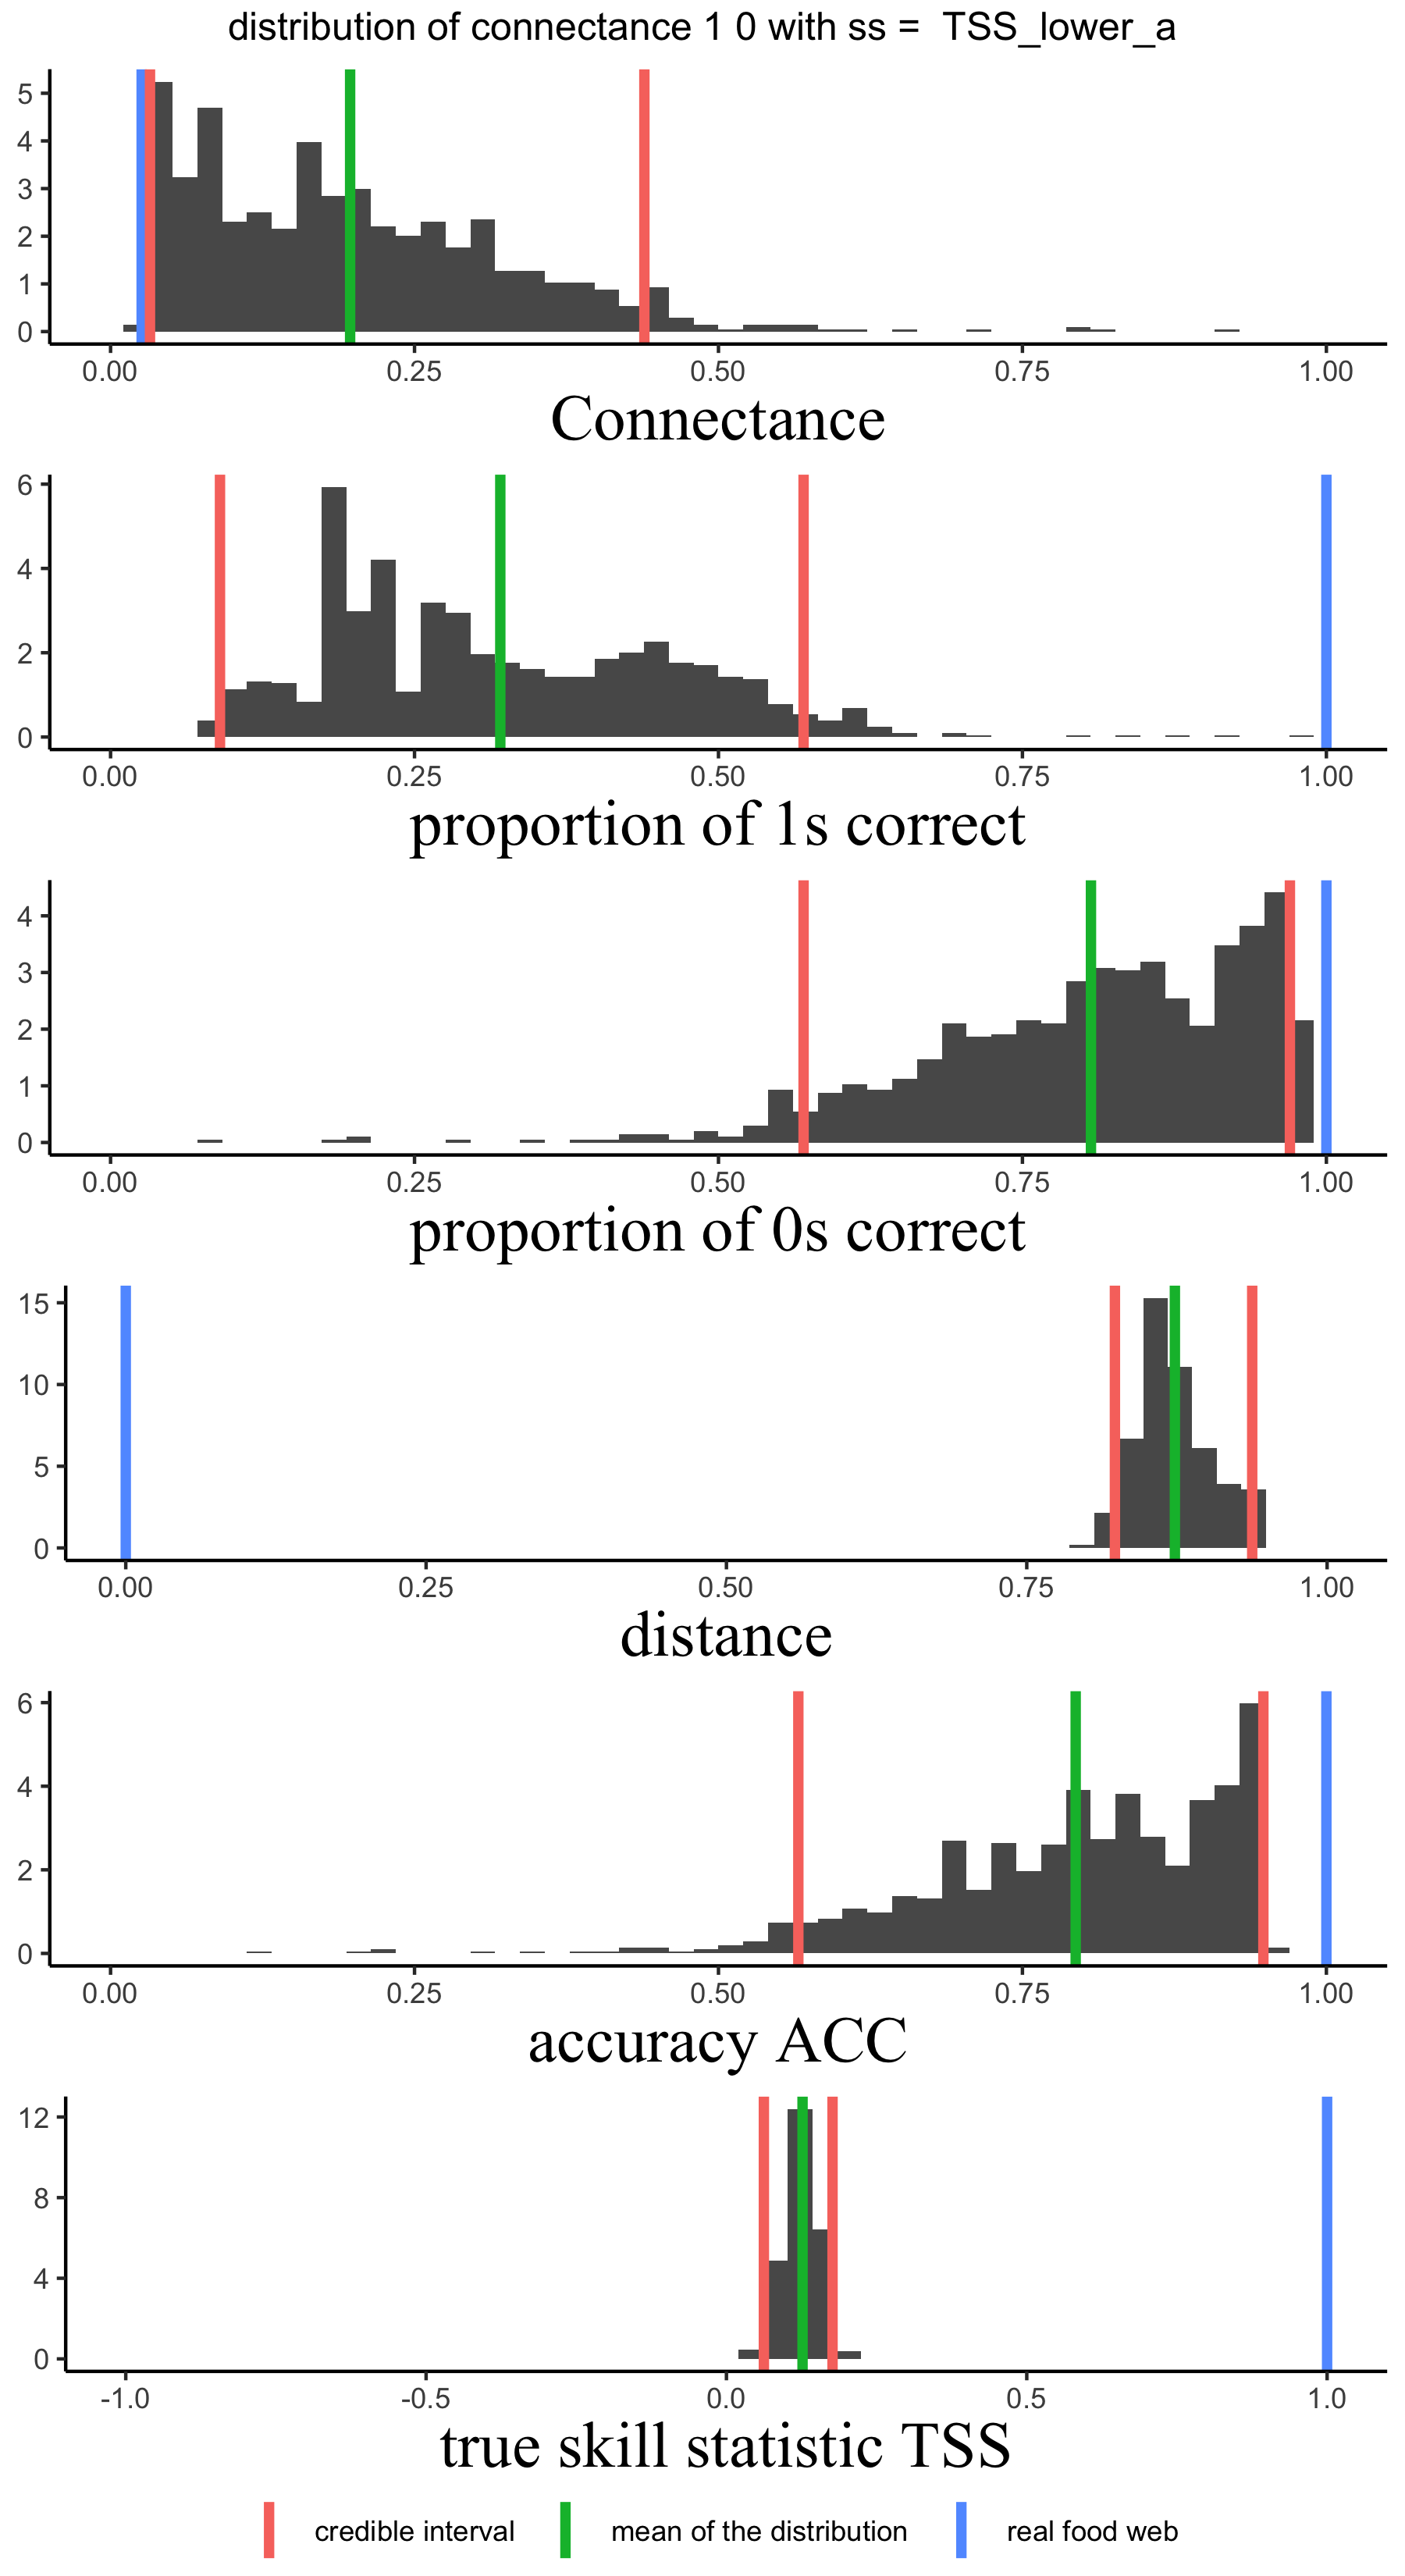 distribution of connectance 1 0 with ss =  TSS_lower_a
5
4
3
2
1
0
0.00 0.25 0.50 0.75 1.00
Connectance
6
4
2
0
0.00 0.25 0.50 0.75 1.00
proportion of 1s correct
4
3
2
1
0
0.00 0.25 0.50 0.75 1.00
proportion of 0s correct
15
10
5
0
0.00 0.25 0.50 0.75 1.00
distance
6
4
2
0
0.00 0.25 0.50 0.75 1.00
accuracy ACC
12
8
4
0
-1.0 -0.5 0.0 0.5 1.0
true skill statistic TSS
credible interval mean of the distribution real food web